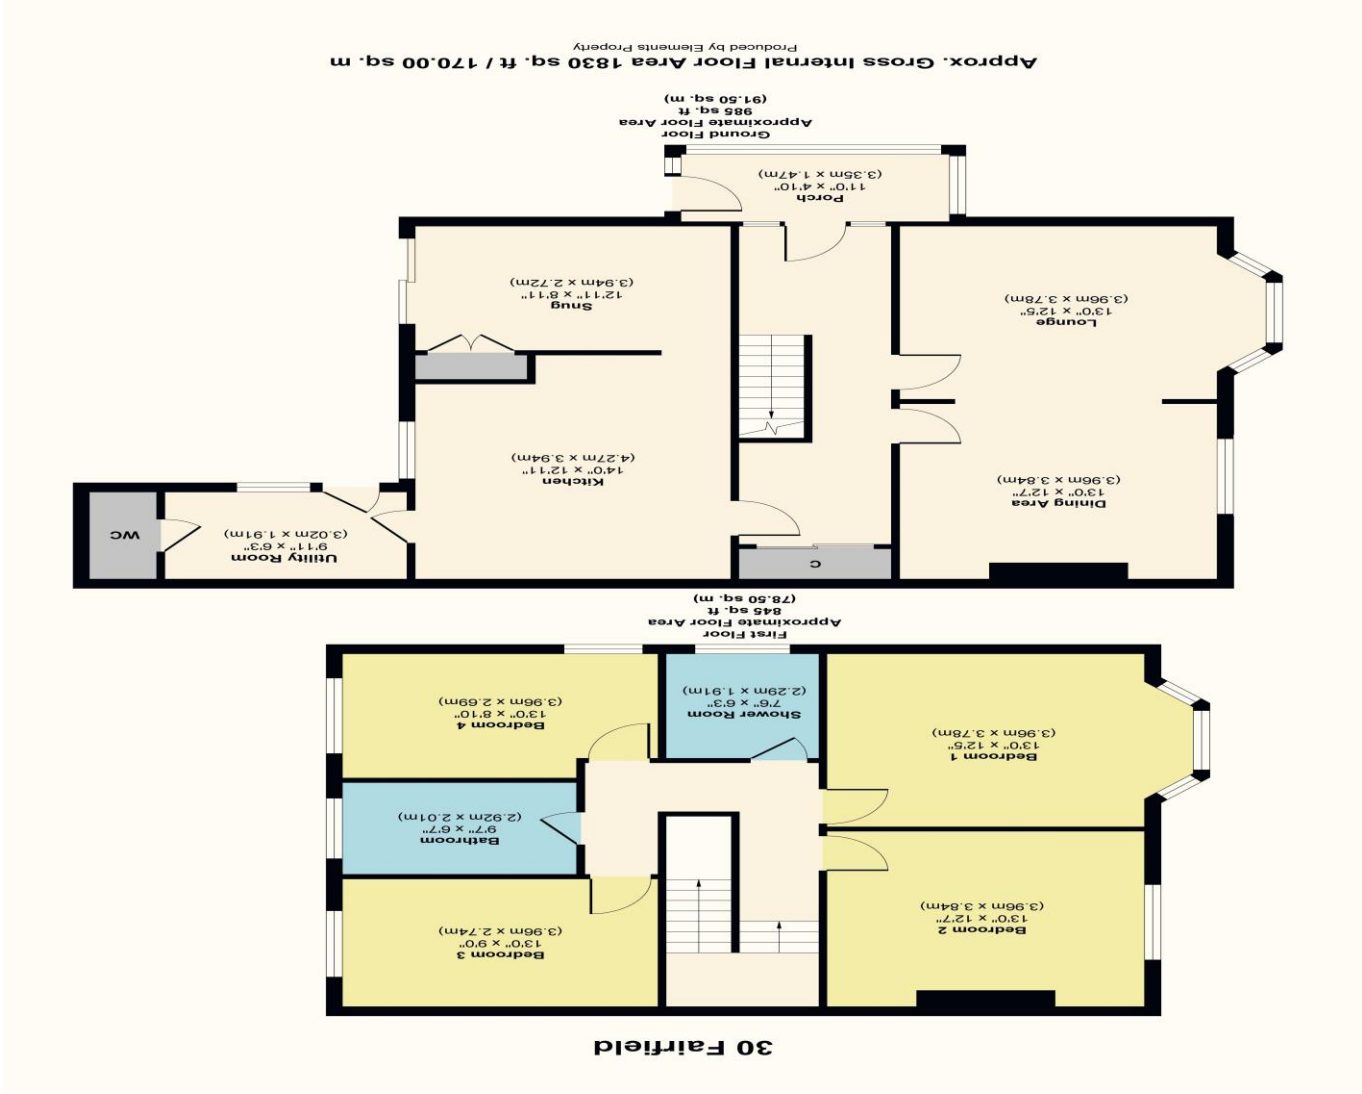 30 Fairfield
Bedroom 2
13'0" x 12'7"
(3.96m x 3.84m)
Bedroom 3
13'0" x 9'0"
(3.96m x 2.74m)
Bathroom
9'7" x 6'7"
(2.92m x 2.01m)
Bedroom 1
13'0" x 12'5"
(3.96m x 3.78m)
Shower Room
7'6" x 6'3"
(2.29m x 1.91m)
Bedroom 4
13'0" x 8'10"
(3.96m x 2.69m)
First Floor
Approximate Floor Area
845 sq. ft
(78.50 sq. m)
C
Utility Room
9'11" x 6'3"
(3.02m x 1.91m)
WC
Dining Area
13'0" x 12'7"
(3.96m x 3.84m)
Kitchen
14'0" x 12'11"
(4.27m x 3.94m)
Lounge
13'0" x 12'5"
(3.96m x 3.78m)
Snug
12'11" x 8'11"
(3.94m x 2.72m)
Porch
11'0" x 4'10"
(3.35m x 1.47m)
Ground Floor
Approximate Floor Area
985 sq. ft
(91.50 sq. m)
Approx. Gross Internal Floor Area 1830 sq. ft / 170.00 sq. m
Produced by Elements Property